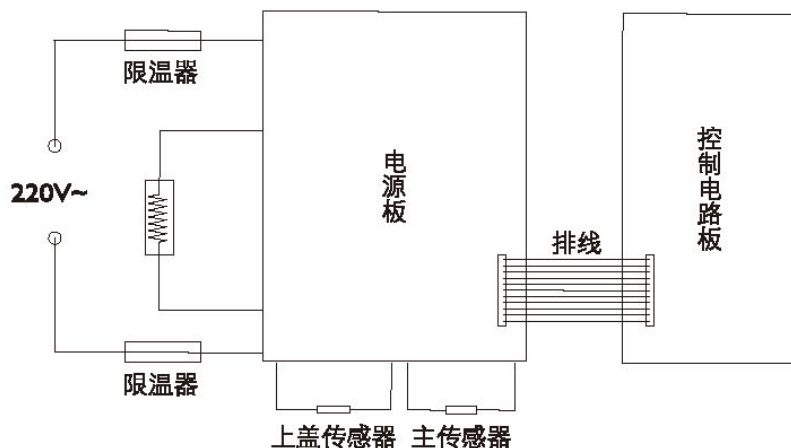 限温器
220V~
电源板
控制电路板
排线
限温器
上盖传感器
主传感器